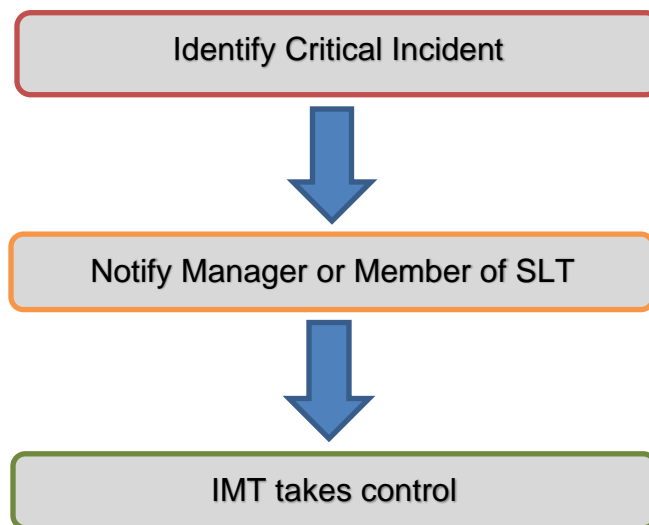 Identify Critical Incident
Notify Manager or Member of SLT
IMT takes control